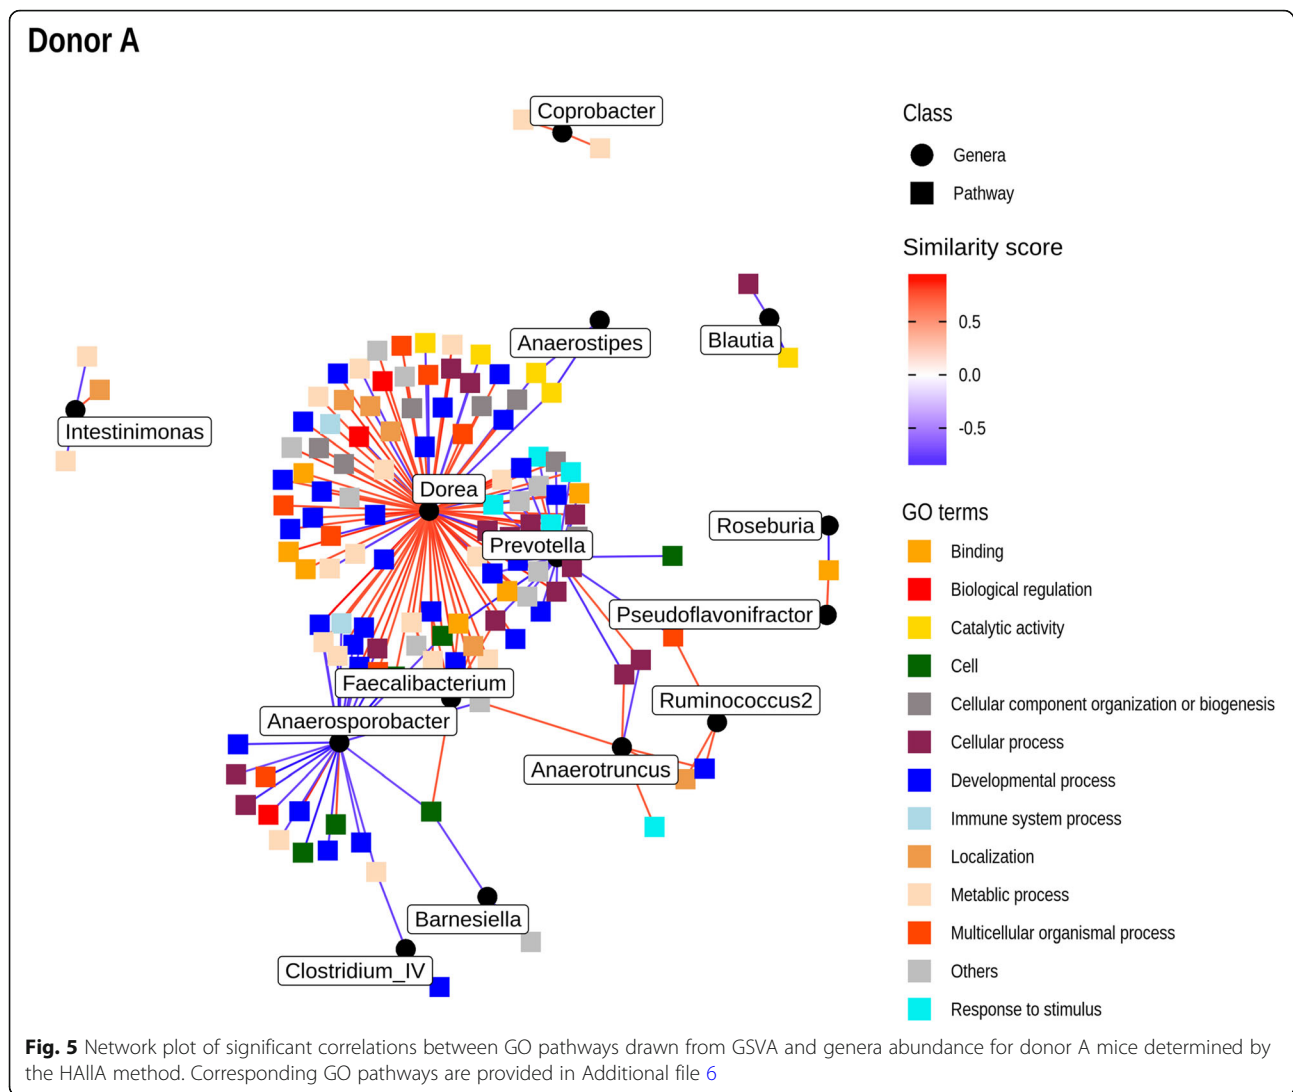 Donor A
Coprobacter
Anaerostipes
Blautia
Intestinimonas
Dorea
Prevotella
Roseburia
Pseudoflavonifractor
Faecalibacterium
Anaerosporobacter
Ruminococcus2
Anaerotruncus
Barnesiella
Clostridium_IV
Class
Genera
Pathway
Similarity score
0.5
0.0
-0.5
GO terms
Binding
Biological regulation
Catalytic activity
Cell
Cellular component organization or biogenesis
Cellular process
Developmental process
Immune system process
Localization
Metablic process
Multicellular organismal process
Others
Response to stimulus
Fig. 5 Network plot of significant correlations between GO pathways drawn from GSVA and genera abundance for donor A mice determined by
the HAllA method. Corresponding GO pathways are provided in Additional file 6